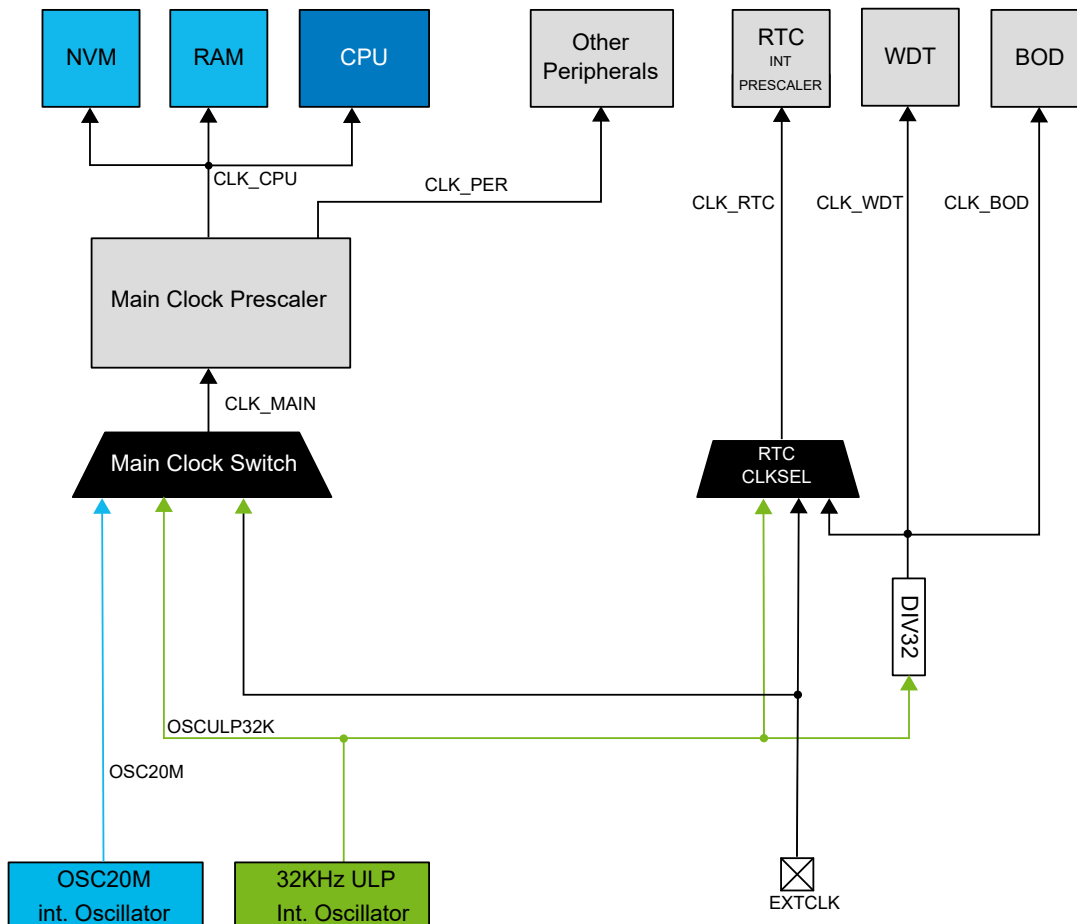 NVM
RAM
CPU
Other
Peripherals
RTC
INT
PRESCALER
WDT
BOD
CLK_CPU
CLK_PER
CLK_RTC
CLK_WDT
CLK_BOD
Main Clock Prescaler
CLK_MAIN
Main Clock Switch
RTC
CLKSEL
DIV32
OSCULP32K
OSC20M
OSC20M
int. Oscillator
32KHz ULP
Int. Oscillator
EXTCLK